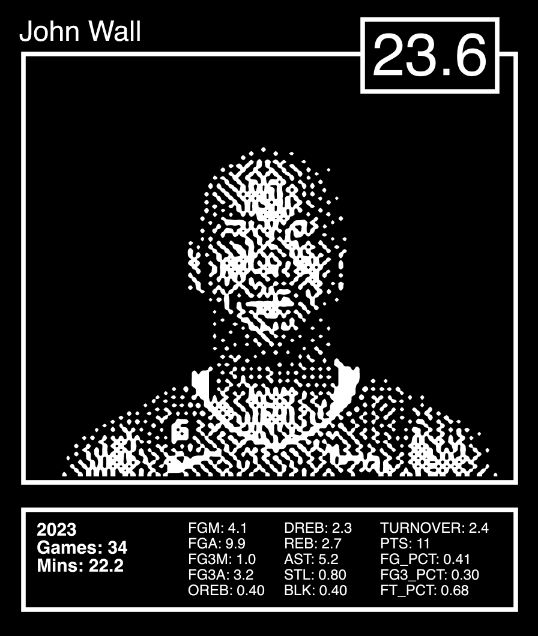 John Wall
23.6
2023
Games: 34
Mins: 22.2
FGM: 4.1
FGA: 9.9
FG3M: 1.0
FG3A: 3.2
OREB: 0.40
DREB: 2.3
REB: 2.7
AST: 5.2
STL: 0.80
BLK: 0.40
TURNOVER: 2.4
PTS: 11
FG_PCT: 0.41
FG3_PCT: 0.30
FT_PCT: 0.68